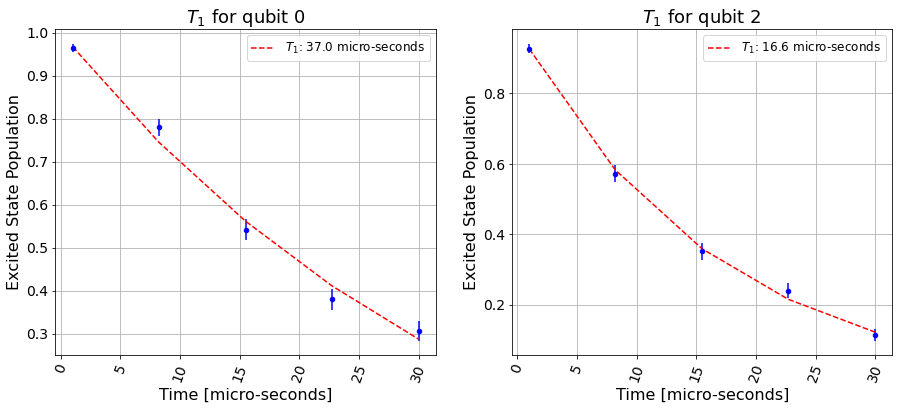 T₁ for qubit 0
T₁: 37.0 micro-seconds
Excited State Population
1.0
0.9
0.8
0.7
0.6
0.5
0.4
0.3
0 5 10 15 20 25 30
Time [micro-seconds]
T₁ for qubit 2
T₁: 16.6 micro-seconds
Excited State Population
0.8
0.6
0.4
0.2
0 5 10 15 20 25 30
Time [micro-seconds]